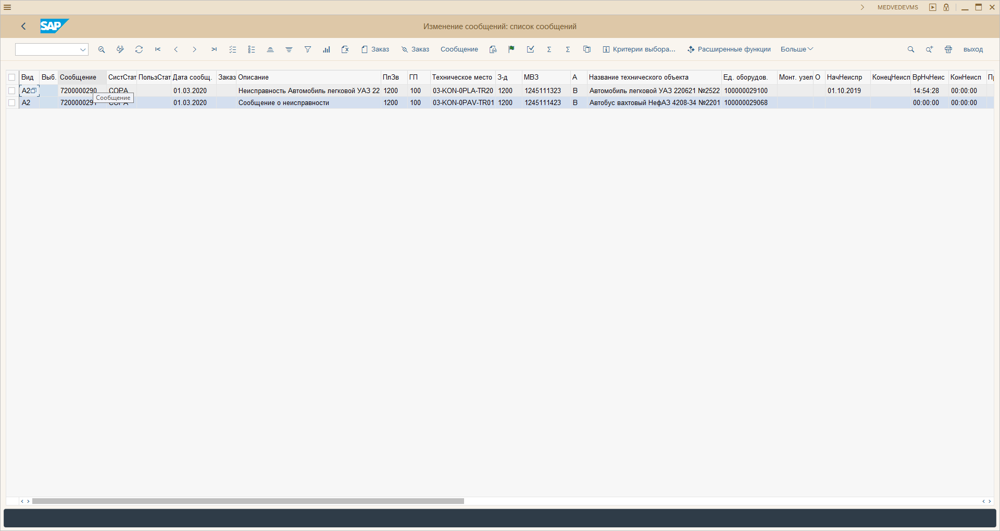 MEDVEDEVMS
SAP
Изменение сообщений: список сообщений
Заказ Заказ Сообщение Критерии выбора... Расширенные функции Больше выход
Вид Выб. Сообщение СистСтат ПользСтат Дата сообщ. Заказ Описание ПлЗв ГП Техническое место З-д МВЗ A Название технического объекта Ед. оборудов. Монт. узел О НачНеиспр КонецНеисп ВрНчНеис КонНеисп Пр
A2 7200000290 СОРА 01.03.2020 Неисправность Автомобиль легковой УАЗ 22 1200 100 03-KON-0PLA-TR20 1200 1245111323 B Автомобиль легковой УАЗ 220621 №2522 100000029100 01.10.2019 14:54:28 00:00:00
Сообщение
A2 7200000291 СОРА 01.03.2020 Сообщение о неисправности 1200 100 03-KON-0PAV-TR01 1200 1245111423 B Автобус вахтовый НефАЗ 4208-34 №2201 100000029068 00:00:00 00:00:00